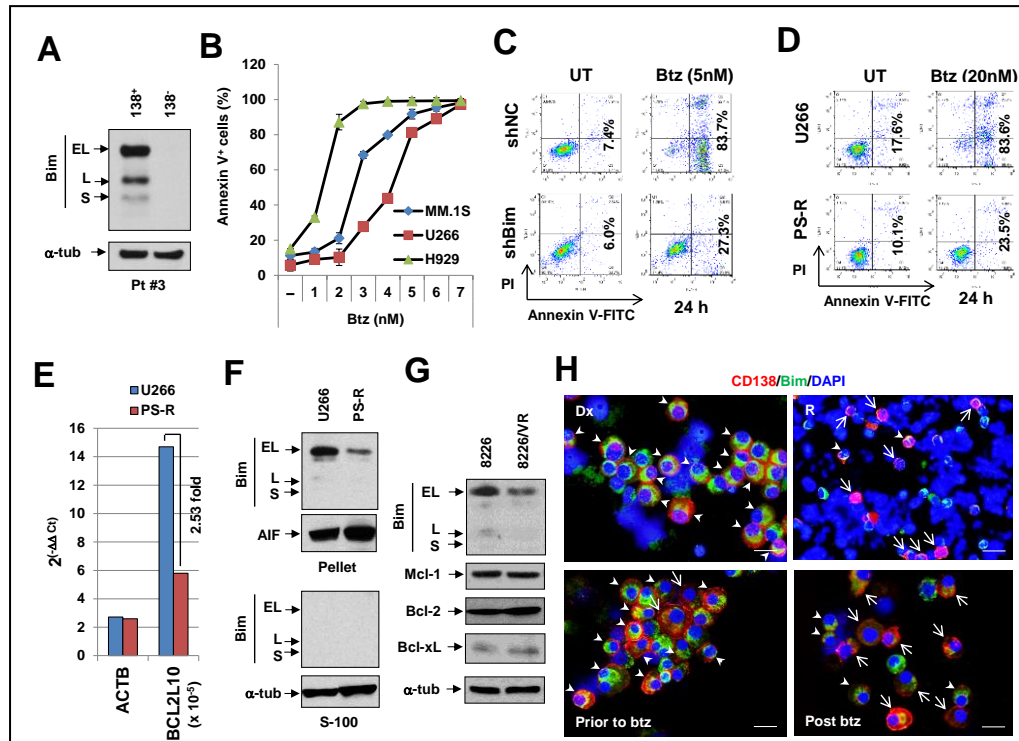 A
138+
138-
Bim
EL
L
S
α-tub
Pt #3
B
Annexin V+ cells (%)
120
100
80
60
40
20
0
MM.1S
U266
H929
– 1 2 3 4 5 6 7
Btz (nM)
C
UT
Btz (5nM)
shNC
7.4%
83.7%
shBim
6.0%
27.3%
PI
Annexin V-FITC
24 h
D
UT
Btz (20nM)
U266
17.6%
83.6%
PS-R
10.1%
23.5%
PI
Annexin V-FITC
24 h
E
U266
PS-R
2(-ΔΔ Ct)
16
14
12
10
8
6
4
2
0
2.53 fold
ACTB
BCL2L10
(x 10-5)
F
U266
PS-R
Bim
EL
L
S
AIF
Pellet
Bim
EL
L
S
α-tub
S-100
G
8226
8226/VR
Bim
EL
L
S
Mcl-1
Bcl-2
Bcl-xL
α-tub
H
CD138/Bim/DAPI
Dx
R
Prior to btz
Post btz